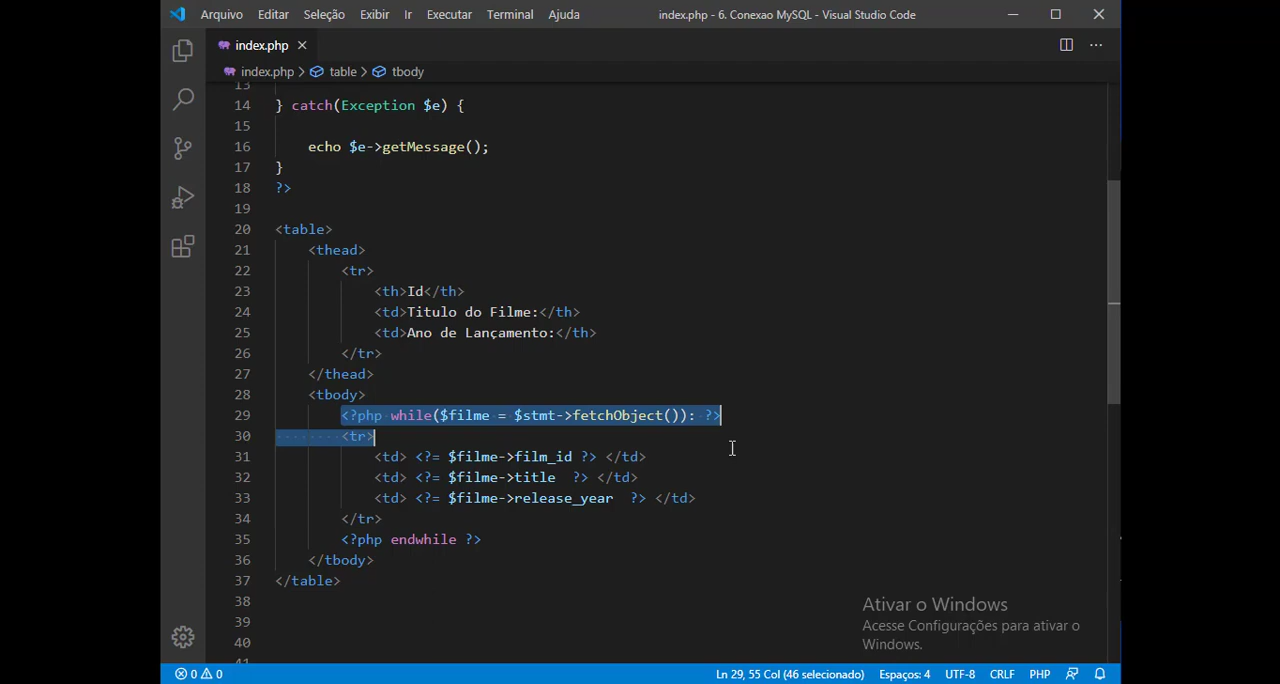 Arquivo Editar Seleção Exibir Ir Executar Terminal Ajuda index.php - 6. Conexao MySQL - Visual Studio Code
index.php
index.php > table > tbody
13
14 } catch(Exception $e) {
15
16 echo $e->getMessage();
17 }
18 ?>
19
20 <table>
21 <thead>
22 <tr>
23 <th>Id</th>
24 <td>Titulo do Filme:</th>
25 <td>Ano de Lançamento:</th>
26 </tr>
27 </thead>
28 <tbody>
29 <?php while($filme = $stmt->fetchObject()): ?>
30 <tr>
31 <td> <?= $filme->film_id ?> </td>
32 <td> <?= $filme->title ?> </td>
33 <td> <?= $filme->release_year ?> </td>
34 </tr>
35 <?php endwhile ?>
36 </tbody>
37 </table>
38
39
40
41
Ativar o Windows
Acesse Configurações para ativar o
Windows.
0 0 Ln 29, 55 Col (46 selecionado) Espaços: 4 UTF-8 CRLF PHP